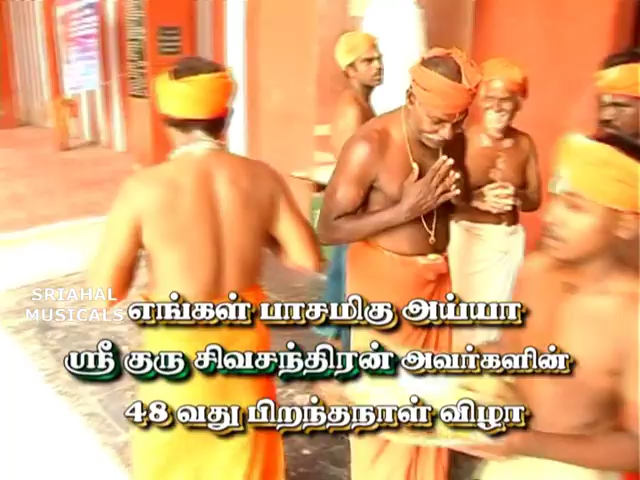 SRIAHAL
MUSICALS
எங்கள் பாசமிகு அய்யா
ஸ்ரீ குரு சிவசந்திரன் அவர்களின்
48 வது பிறந்தநாள் விழா